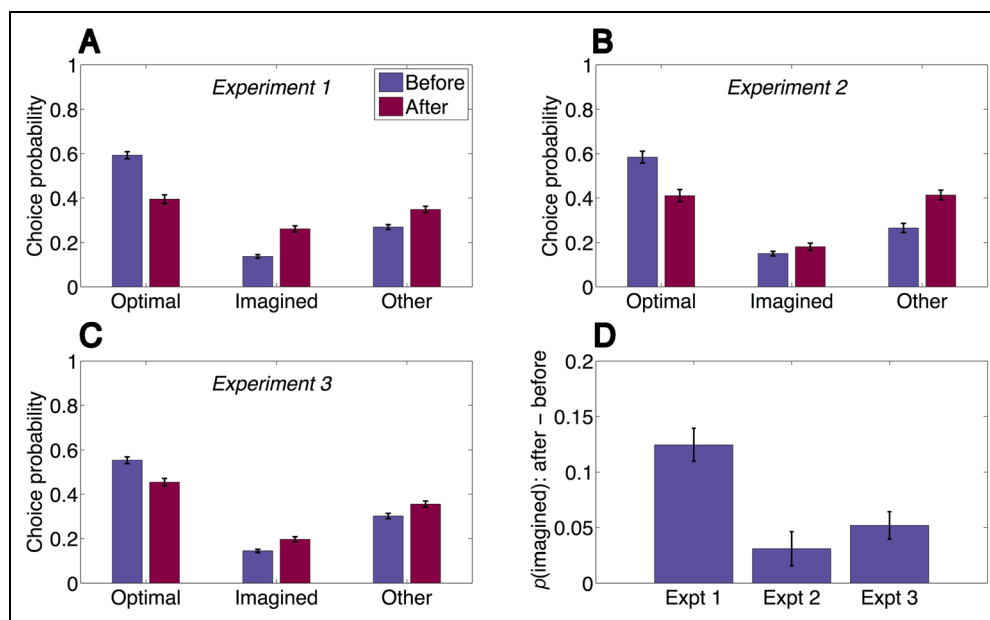 A
Experiment 1
Before
After
Choice probability
1
0.8
0.6
0.4
0.2
0
Optimal Imagined Other
B
Experiment 2
Choice probability
1
0.8
0.6
0.4
0.2
0
Optimal Imagined Other
C
Experiment 3
Choice probability
1
0.8
0.6
0.4
0.2
0
Optimal Imagined Other
D
p(imagined): after – before
0.2
0.15
0.1
0.05
0
Expt 1 Expt 2 Expt 3